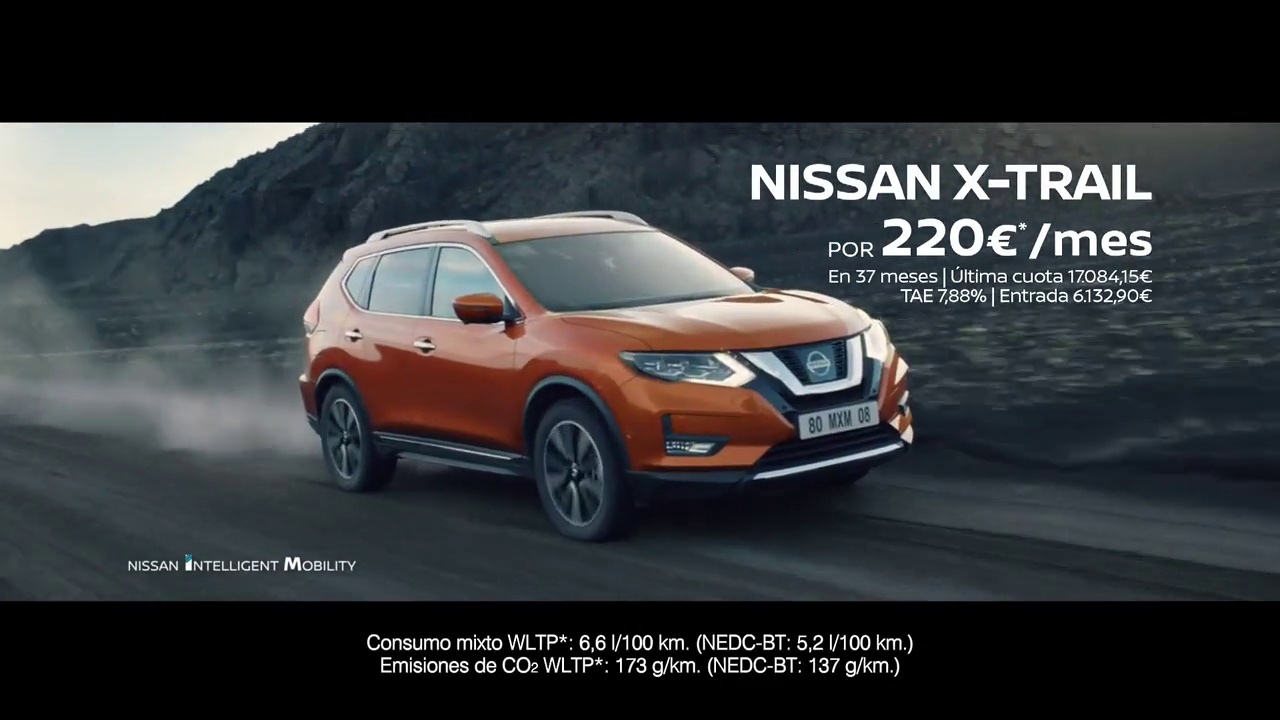 NISSAN X-TRAIL
POR 220€*/mes
En 37 meses | Última cuota 17.084,15€
TAE 7,88% | Entrada 6.132,90€
80 MXM 08
NISSAN INTELLIGENT MOBILITY
Consumo mixto WLTP*: 6,6 l/100 km. (NEDC-BT: 5,2 l/100 km.)
Emisiones de CO₂ WLTP*: 173 g/km. (NEDC-BT: 137 g/km.)